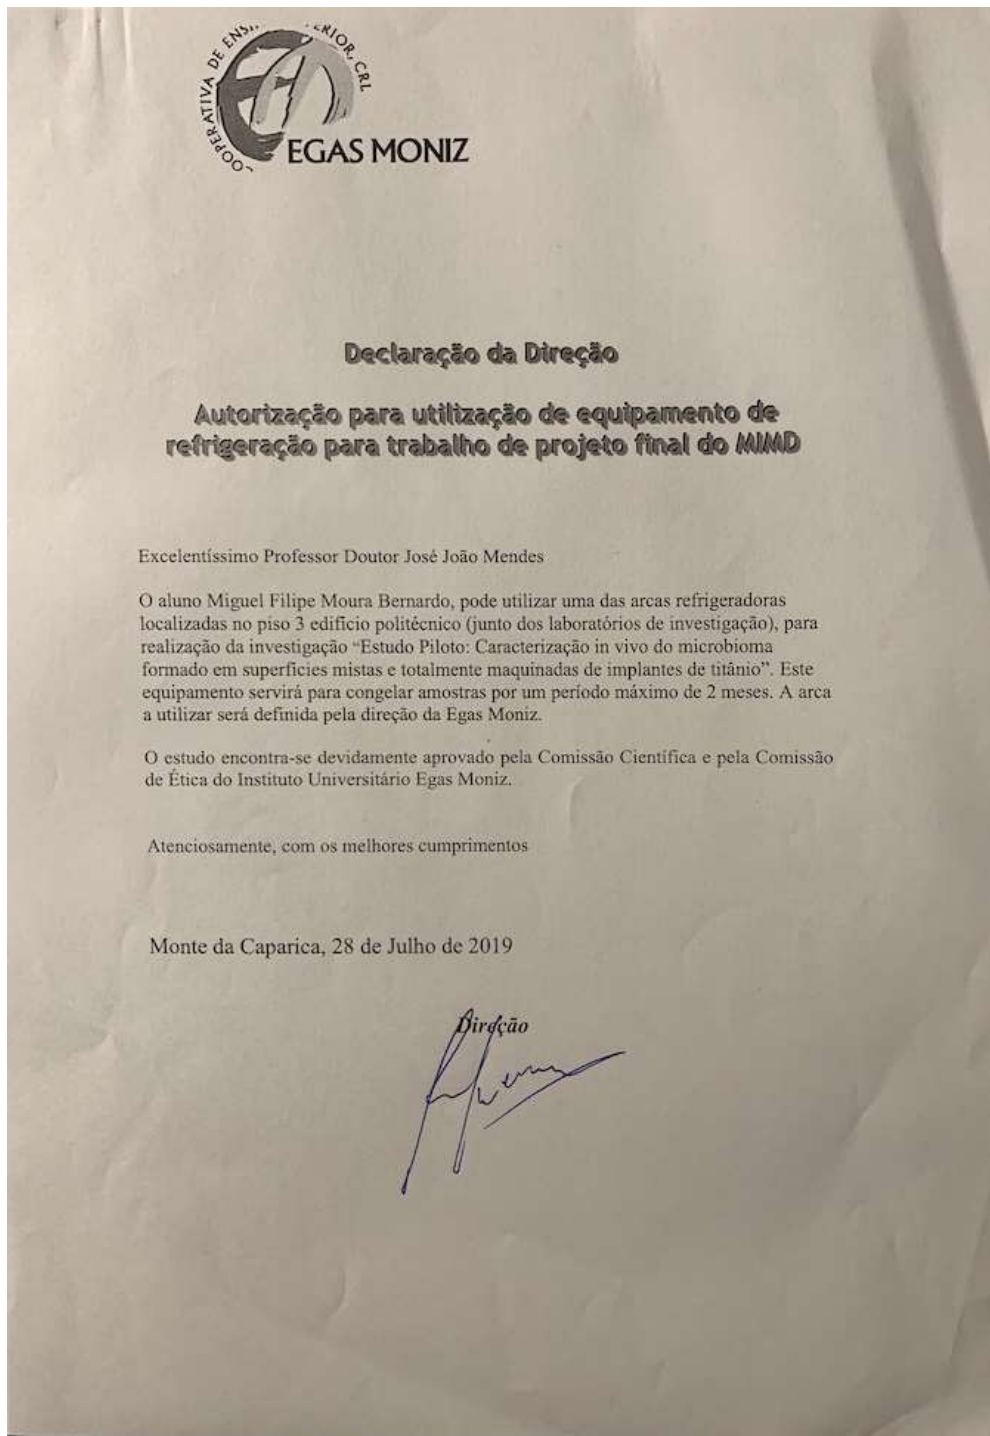 COOPERATIVA DE ENSINO SUPERIOR, CRL
EGAS MONIZ
Declaração da Direção
Autorização para utilização de equipamento de
refrigeração para trabalho de projeto final do MIMD
Excelentíssimo Professor Doutor José João Mendes
O aluno Miguel Filipe Moura Bernardo, pode utilizar uma das arcas refrigeradoras
localizadas no piso 3 edifício politécnico (junto dos laboratórios de investigação), para
realização da investigação “Estudo Piloto: Caracterização in vivo do microbioma
formado em superfícies mistas e totalmente maquinadas de implantes de titânio”. Este
equipamento servirá para congelar amostras por um período máximo de 2 meses. A arca
a utilizar será definida pela direção da Egas Moniz.
O estudo encontra-se devidamente aprovado pela Comissão Científica e pela Comissão
de Ética do Instituto Universitário Egas Moniz.
Atenciosamente, com os melhores cumprimentos
Monte da Caparica, 28 de Julho de 2019
Direção